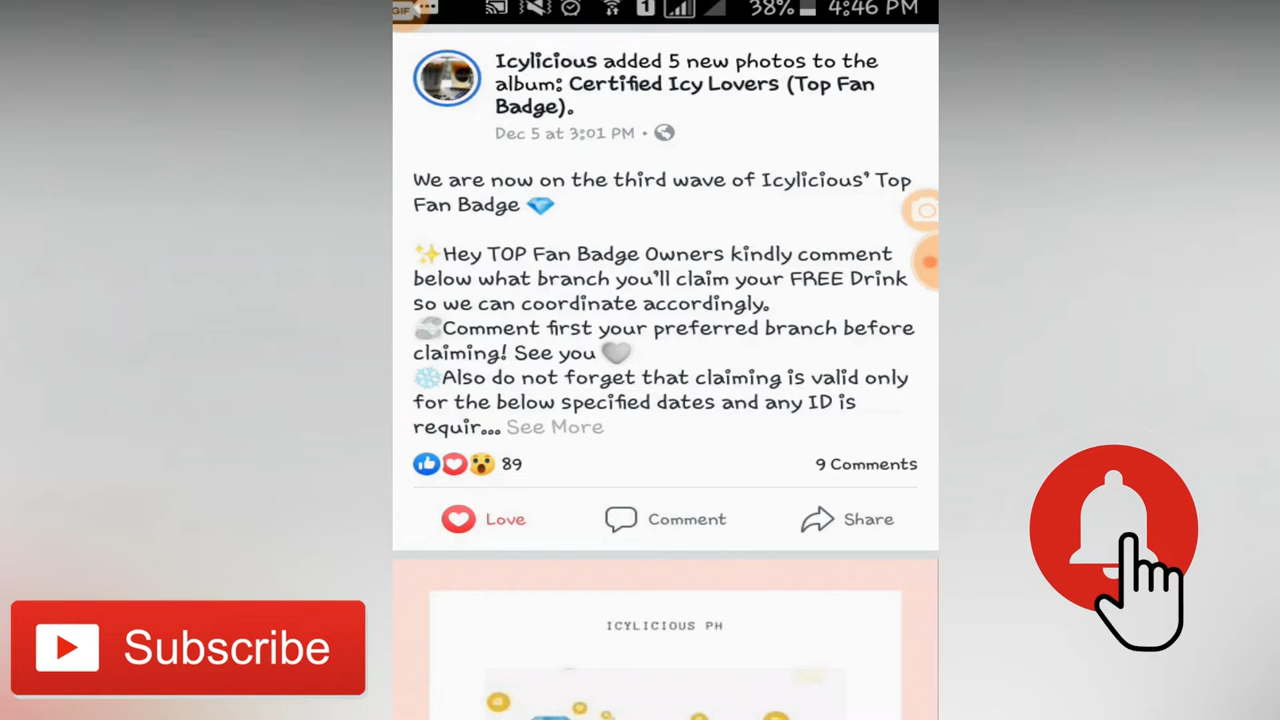 GIF
1
38% 4:46 PM
Icylicious added 5 new photos to the
album: Certified Icy Lovers (Top Fan
Badge).
Dec 5 at 3:01 PM •
We are now on the third wave of Icylicious' Top
Fan Badge 💎
✨Hey TOP Fan Badge Owners kindly comment
below what branch you'll claim your FREE Drink
so we can coordinate accordingly.
Comment first your preferred branch before
claiming! See you
❄Also do not forget that claiming is valid only
for the below specified dates and any ID is
requir... See More
89
9 Comments
Love
Comment
Share
ICYLICIOUS PH
Subscribe